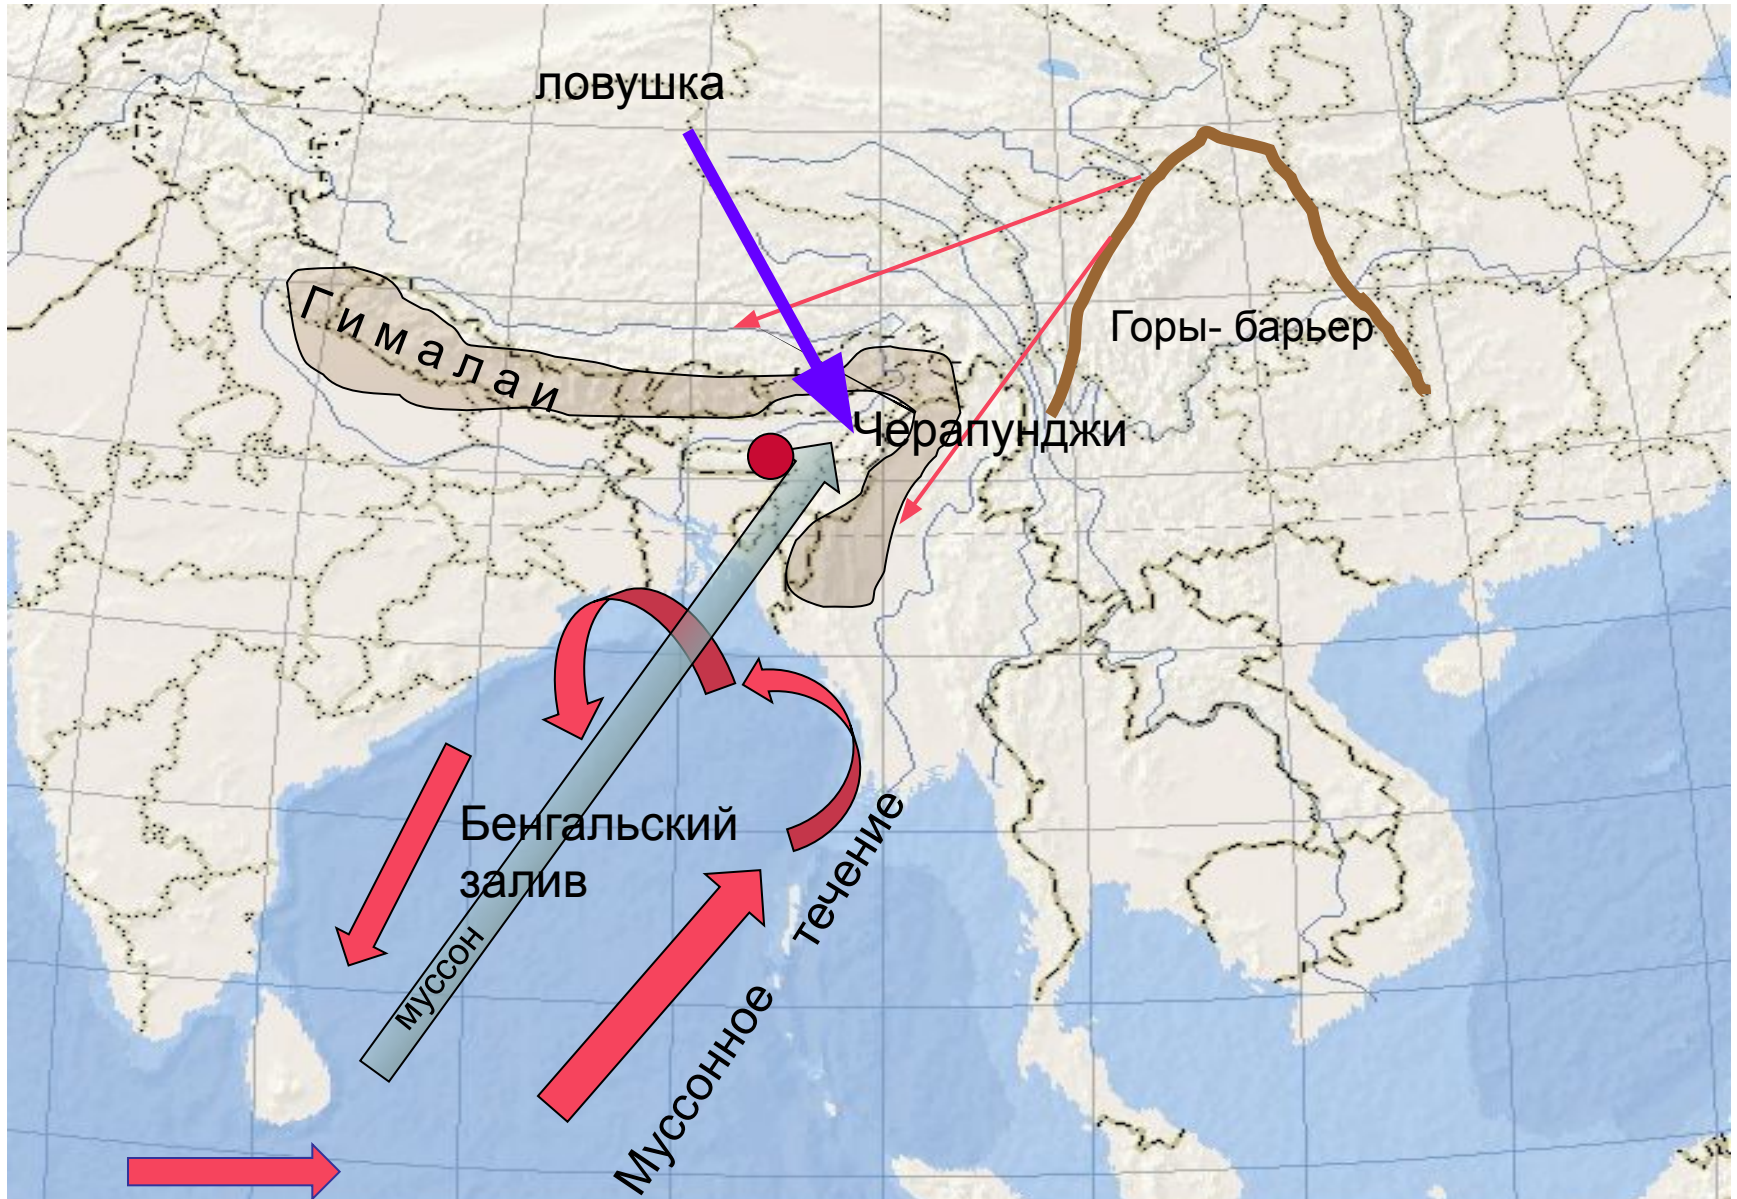 ловушка
Горы- барьер
Гималаи
Черапунджи
Бенгальский
залив
муссон
Муссонное течение